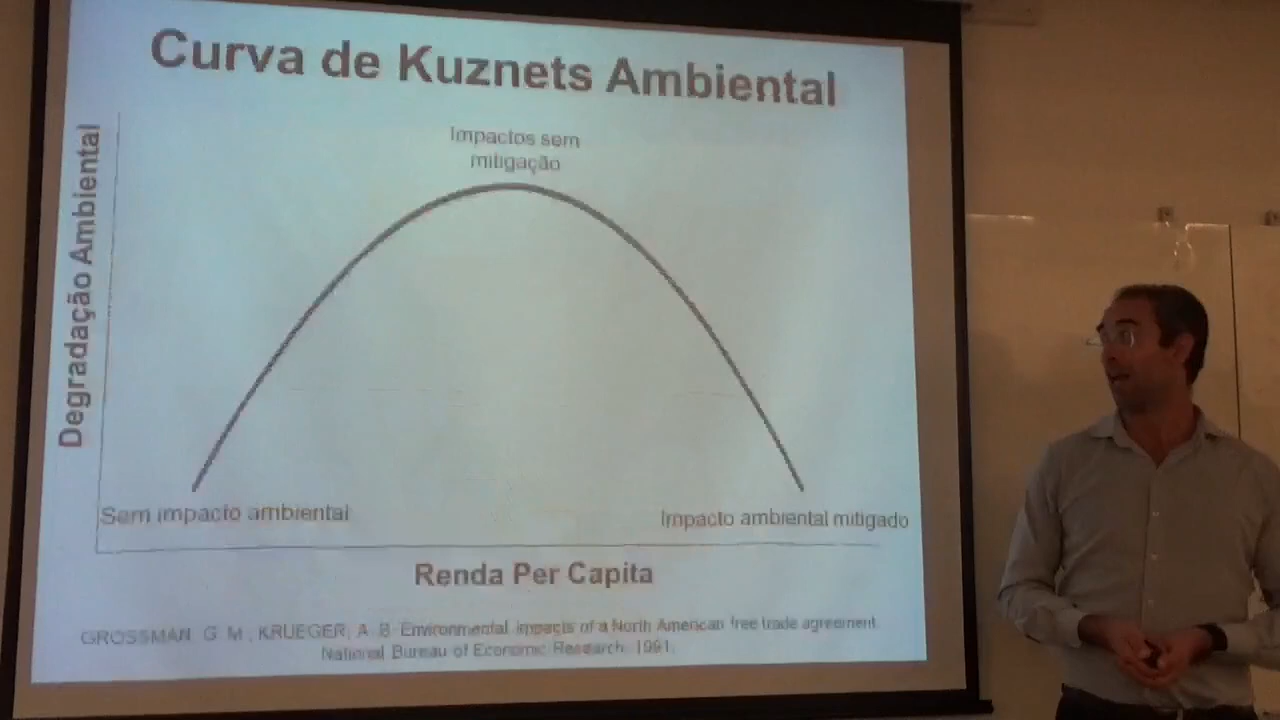 Curva de Kuznets Ambiental
Impactos sem
mitigação
Degradação Ambiental
Sem impacto ambiental
Impacto ambiental mitigado
Renda Per Capita
GROSSMAN, G. M., KRUEGER, A. B. Environmental impacts of a North American free trade agreement.
National Bureau of Economic Research, 1991.